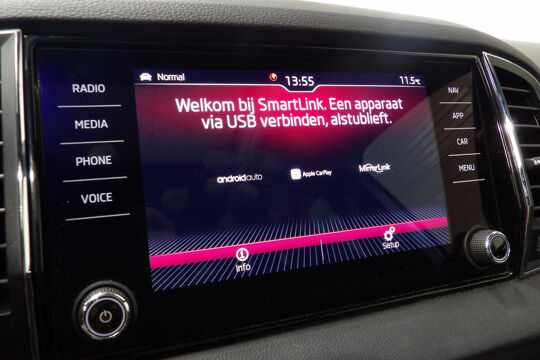 RADIO
MEDIA
PHONE
VOICE
Normal
13:55
11.5°C
Welkom bij SmartLink. Een apparaat
via USB verbinden, alstublieft.
androidauto
Apple CarPlay
MirrorLink
Info
Setup
NAV
APP
CAR
MENU